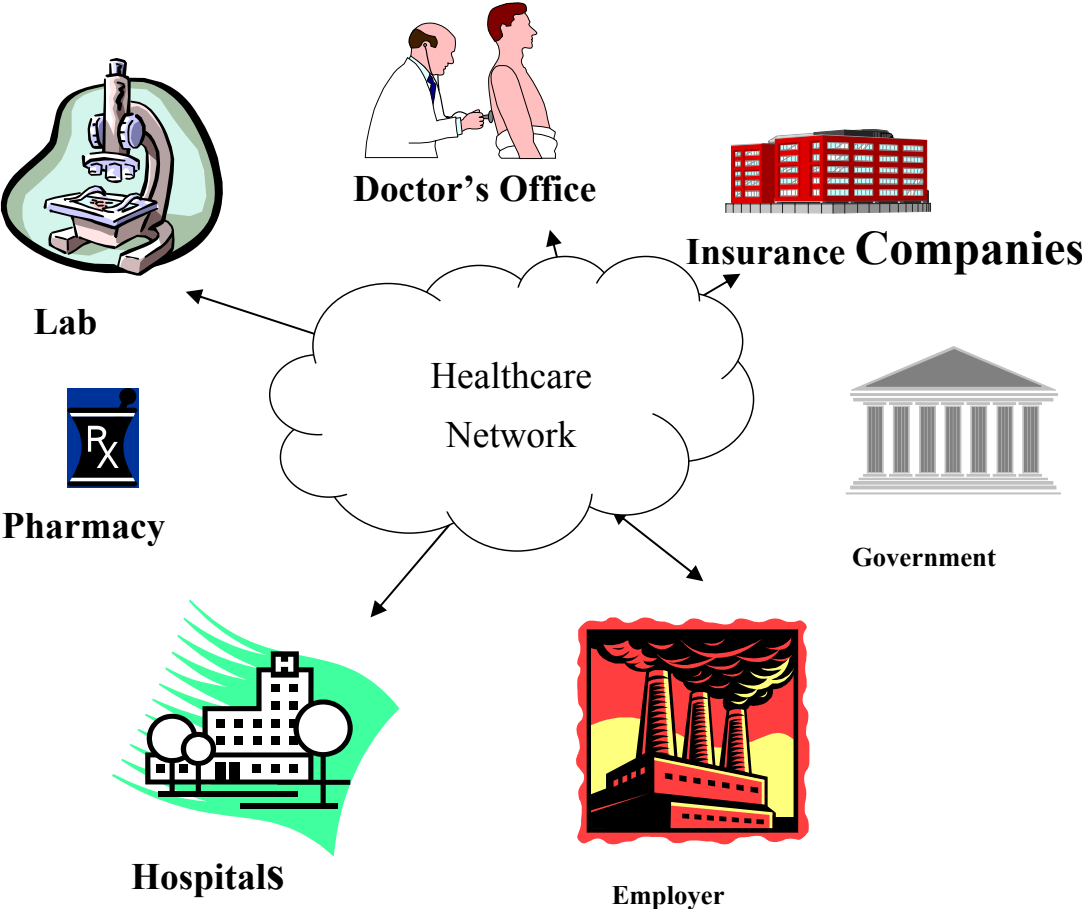 Doctor’s Office
Insurance Companies
Lab
Healthcare
Network
RX
Pharmacy
Government
H
Hospitals
Employer